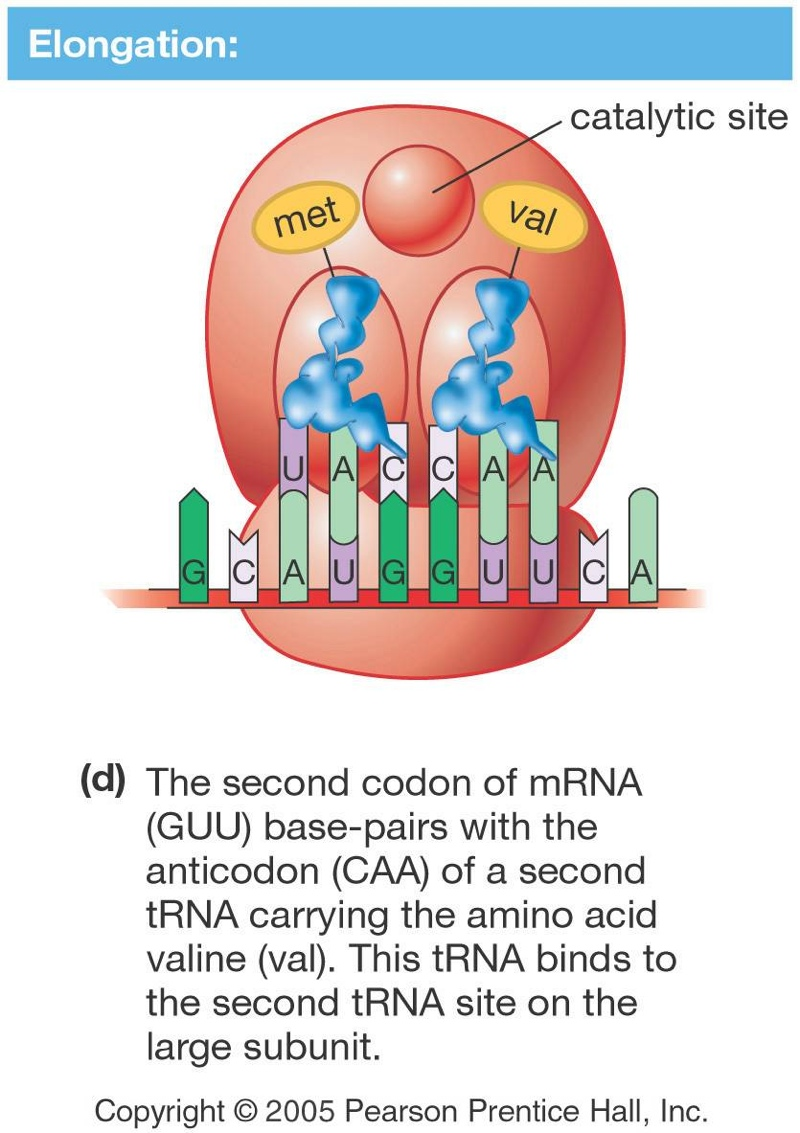 Elongation:
catalytic site
met val
U A C C A A
G C A U G G U U C A
(d) The second codon of mRNA
(GUU) base-pairs with the
anticodon (CAA) of a second
tRNA carrying the amino acid
valine (val). This tRNA binds to
the second tRNA site on the
large subunit.
Copyright © 2005 Pearson Prentice Hall, Inc.